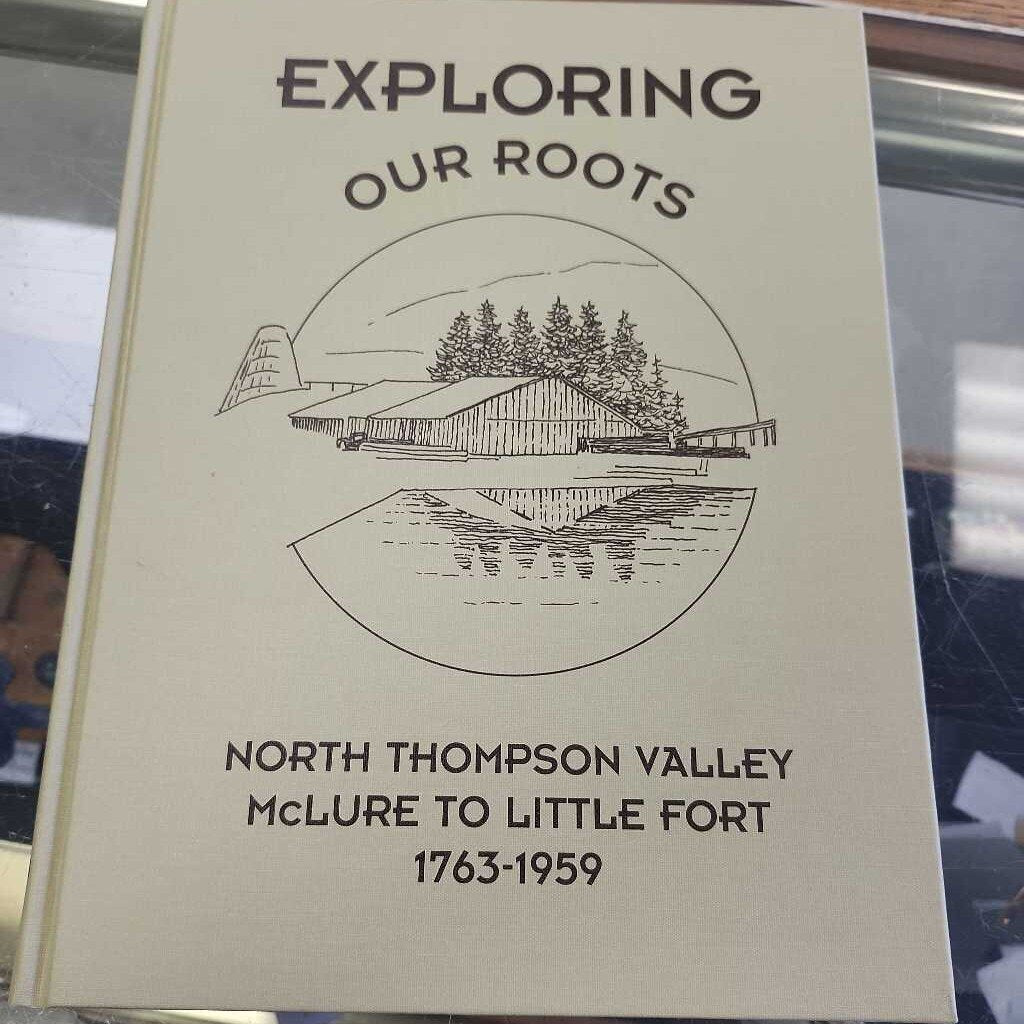 EXPLORING
OUR ROOTS
NORTH THOMPSON VALLEY
McLURE TO LITTLE FORT
1763-1959